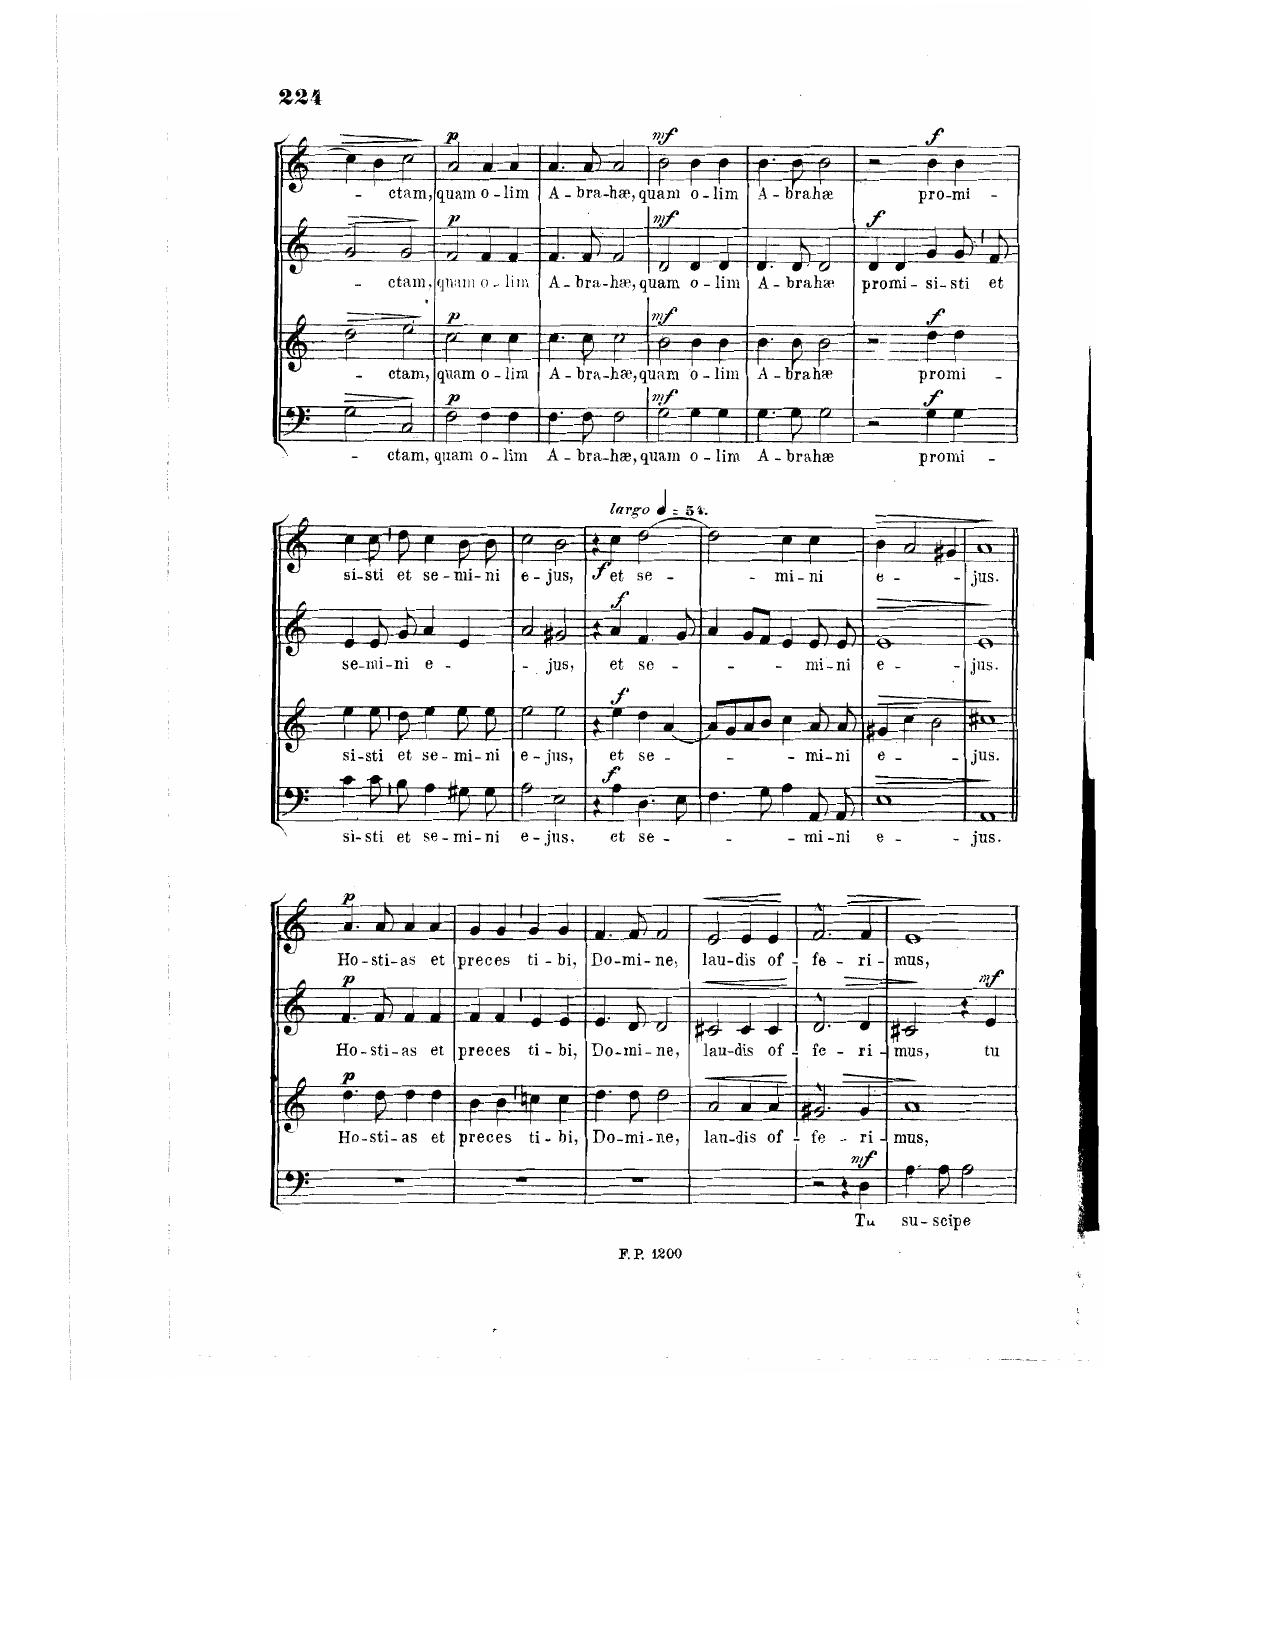 224
p mf f
- ctam, quam o - lim A - bra - hæ, quam o - lim A - brahæ pro - mi -
p mf f
- ctam, quam o - lim A - bra - hæ, quam o - lim A - brahæ promi - si - sti et
p mf f
- ctam, quam o - lim A - bra - hæ, quam o - lim A - brahæ promi -
p mf f
- ctam, quam o - lim A - bra - hæ, quam o - lim A - brahæ promi -
largo ♩ = 54.
f
si - sti et se - mi - ni e - jus, et se - - mi - ni e - - jus.
f
se - mi - ni e - - jus, et se - - - mi - ni e - - jus.
f
si - sti et se - mi - ni e - jus, et se - - - mi - ni e - - jus.
f
si - sti et se - mi - ni e - jus, et se - - - mi - ni e - - jus.
p
Ho - sti - as et preces ti - bi, Do - mi - ne, lau - dis of - fe - ri - mus,
p mf
Ho - sti - as et preces ti - bi, Do - mi - ne, lau - dis of - fe - ri - mus, tu
p
Ho - sti - as et preces ti - bi, Do - mi - ne, lau - dis of - fe - ri - mus,
mf
Tu su - scipe
F. P. 1200